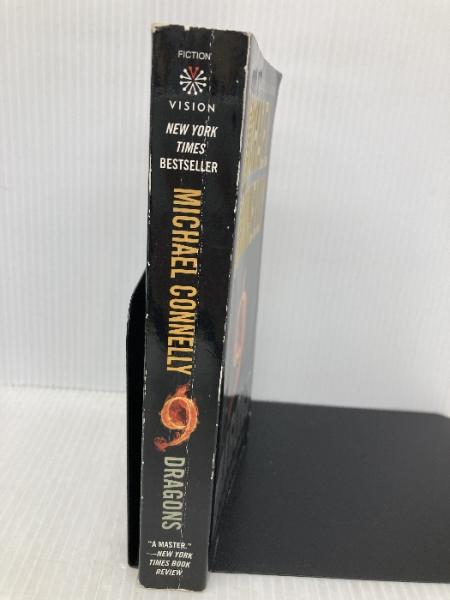 FICTION
VISION
NEW YORK
TIMES
BESTSELLER
MICHAEL CONNELLY
9 DRAGONS
"A MASTER."
—NEW YORK
TIMES BOOK
REVIEW